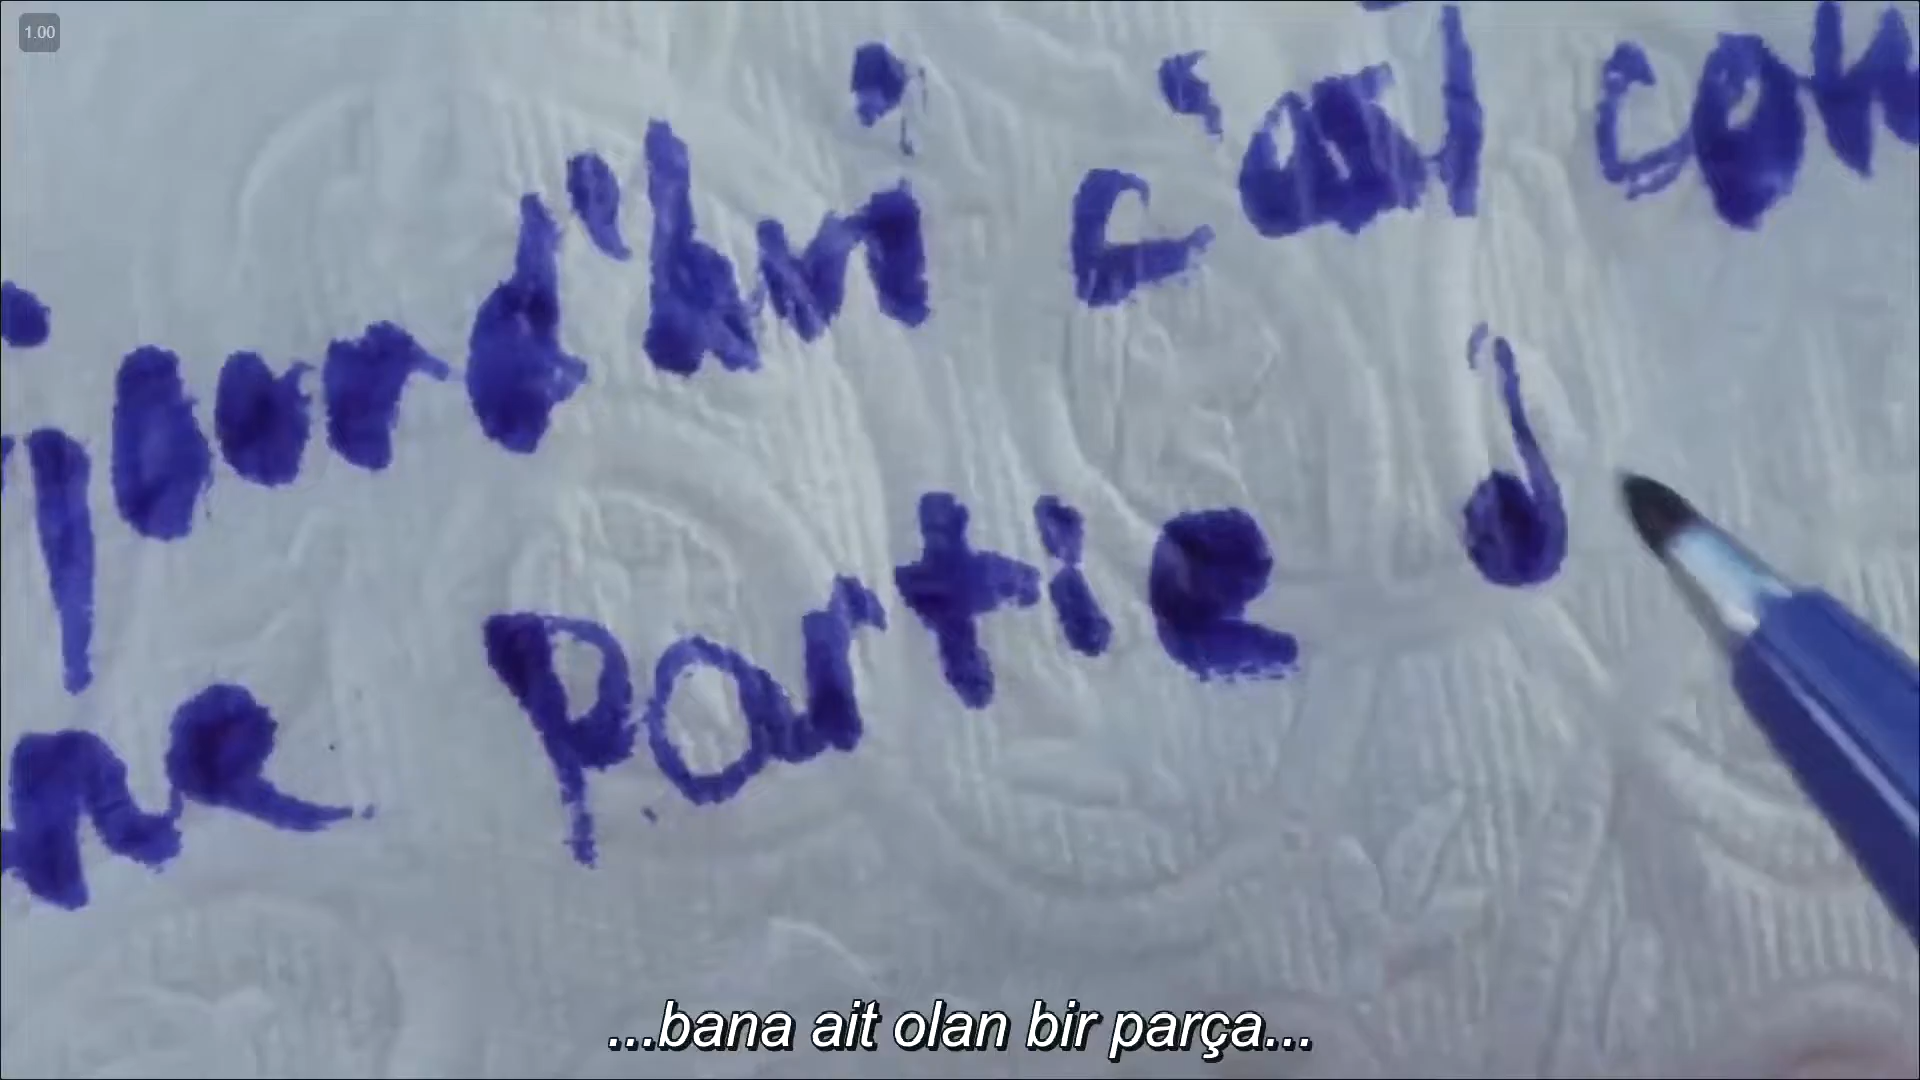 1.00
jourd'hui c'est com
ne partie d
...bana ait olan bir parça...